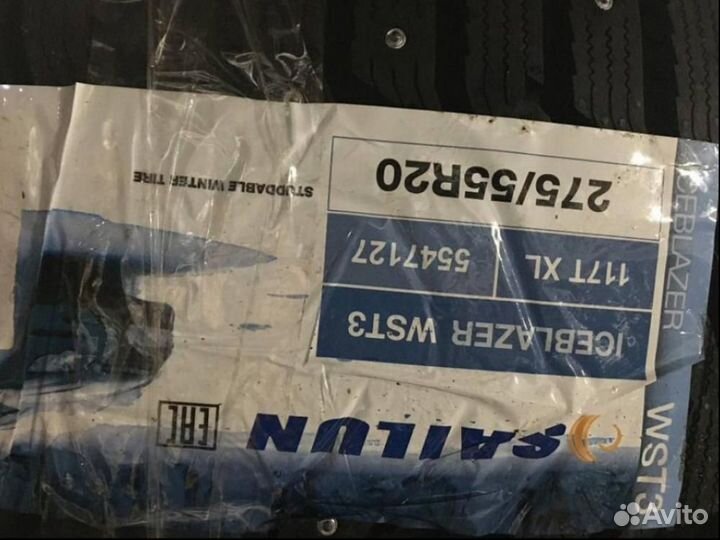 SAILUN
EAC
ICEBLAZER WST3
117T XL 5547127
275/55R20
STUDDABLE WINTER TIRE
ICEBLAZER WST3
Avito